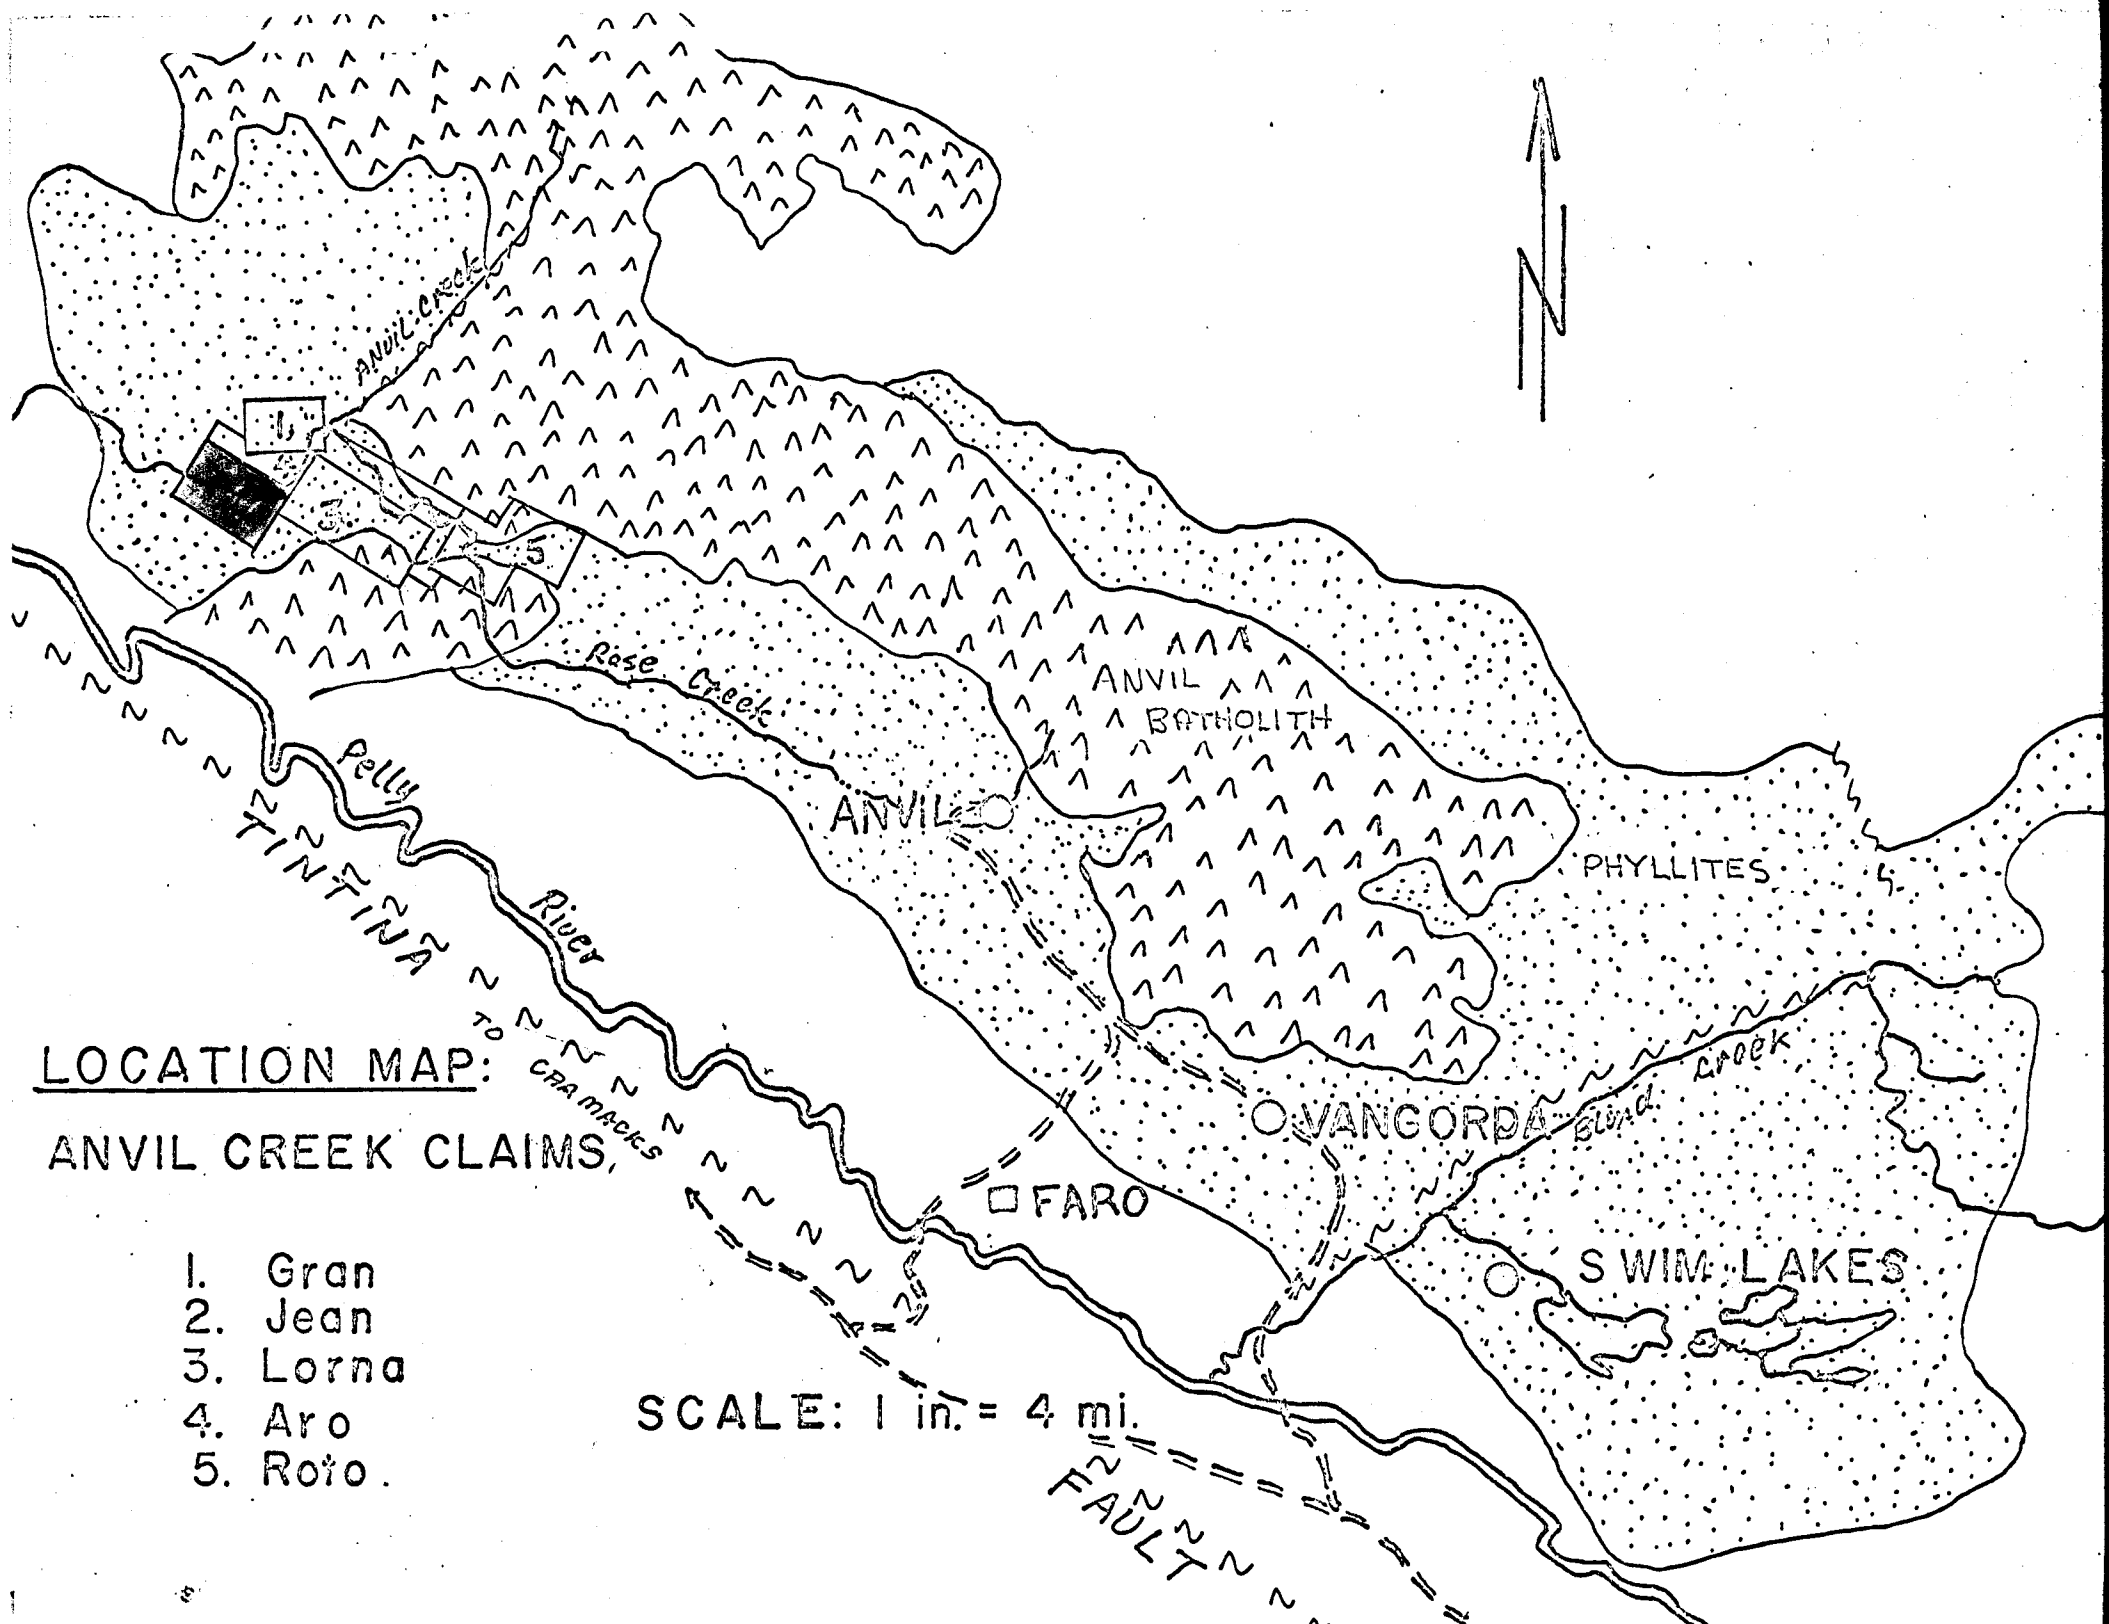 N
ANVIL Creek
1.
3
5
Rose Creek
ANVIL
BATHOLITH
Pelly River
ANVIL
TINTINA
PHYLLITES
TO
CARMACKS
LOCATION MAP:
ANVIL CREEK CLAIMS,
VANGORDA
Blind Creek
FARO
SWIM LAKES
1. Gran
2. Jean
3. Lorna
4. Aro
5. Roto.
SCALE: 1 in. = 4 mi.
FAULT